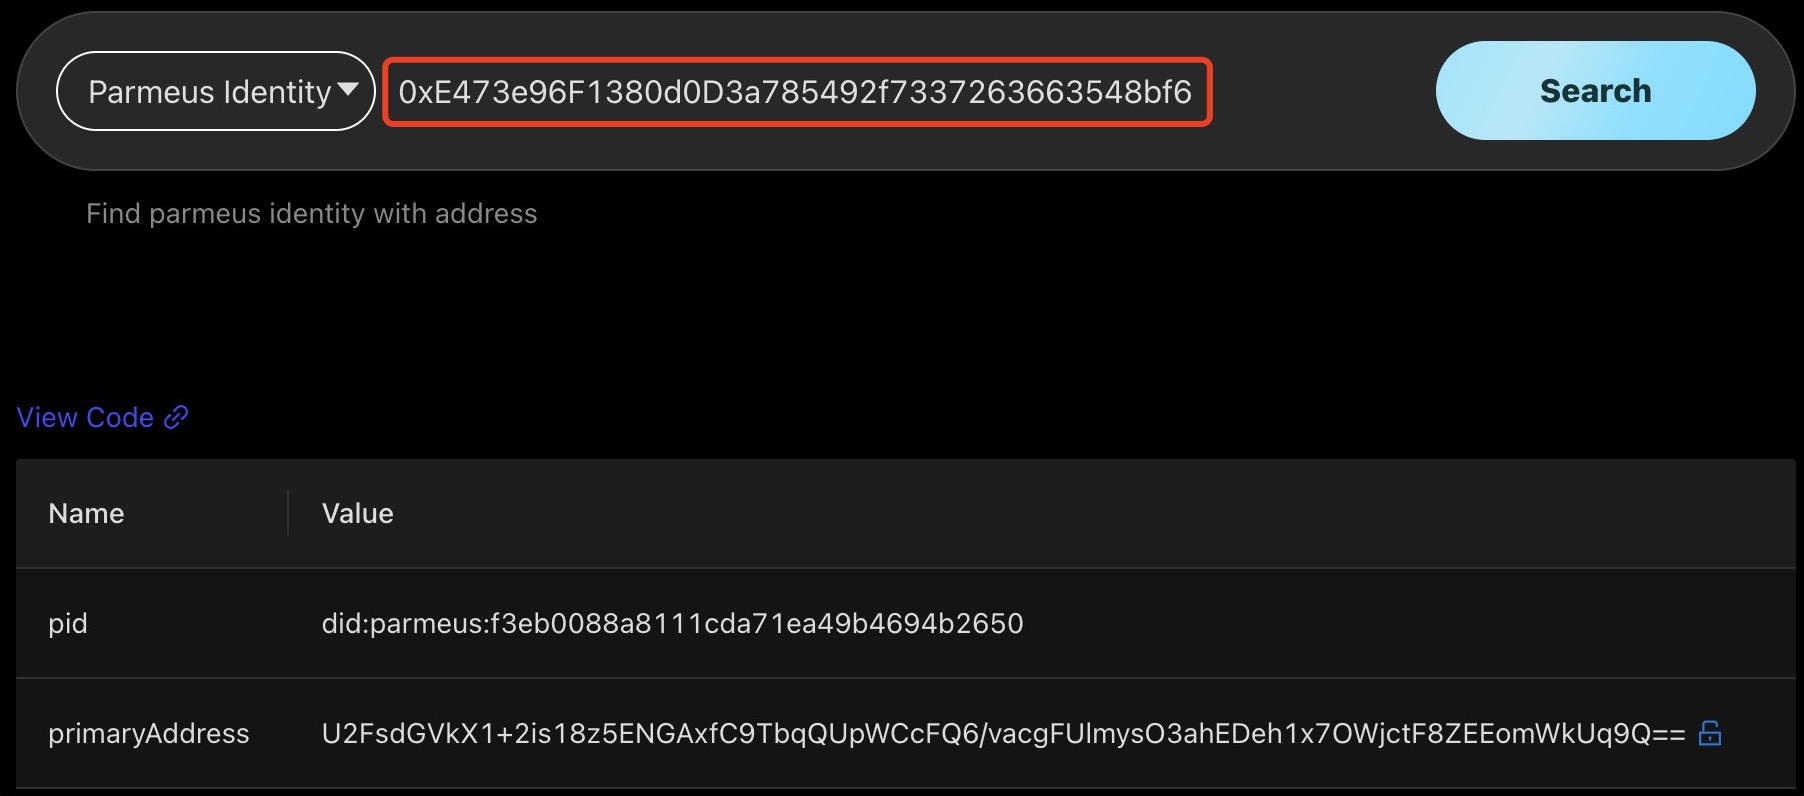 Parmeus Identity 0xE473e96F1380d0D3a785492f7337263663548bf6 Search
Find parmeus identity with address
View Code
Name Value
pid did:parmeus:f3eb0088a8111cda71ea49b4694b2650
primaryAddress U2FsdGVkX1+2is18z5ENGAxfC9TbqQUpWCcFQ6/vacgFUlmysO3ahEDeh1x7OWjctF8ZEEomWkUq9Q==